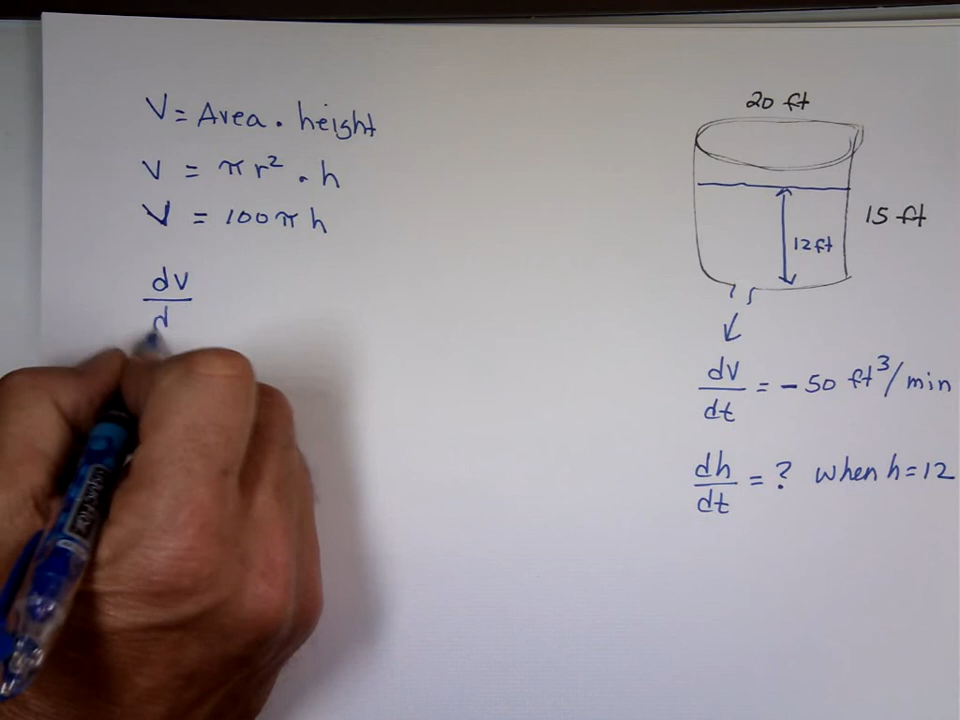 V = Area . height
V = πr² . h
V = 100πh
dv
d
20 ft
15 ft
12ft
dv/dt = - 50 ft³/min
dh/dt = ? when h=12